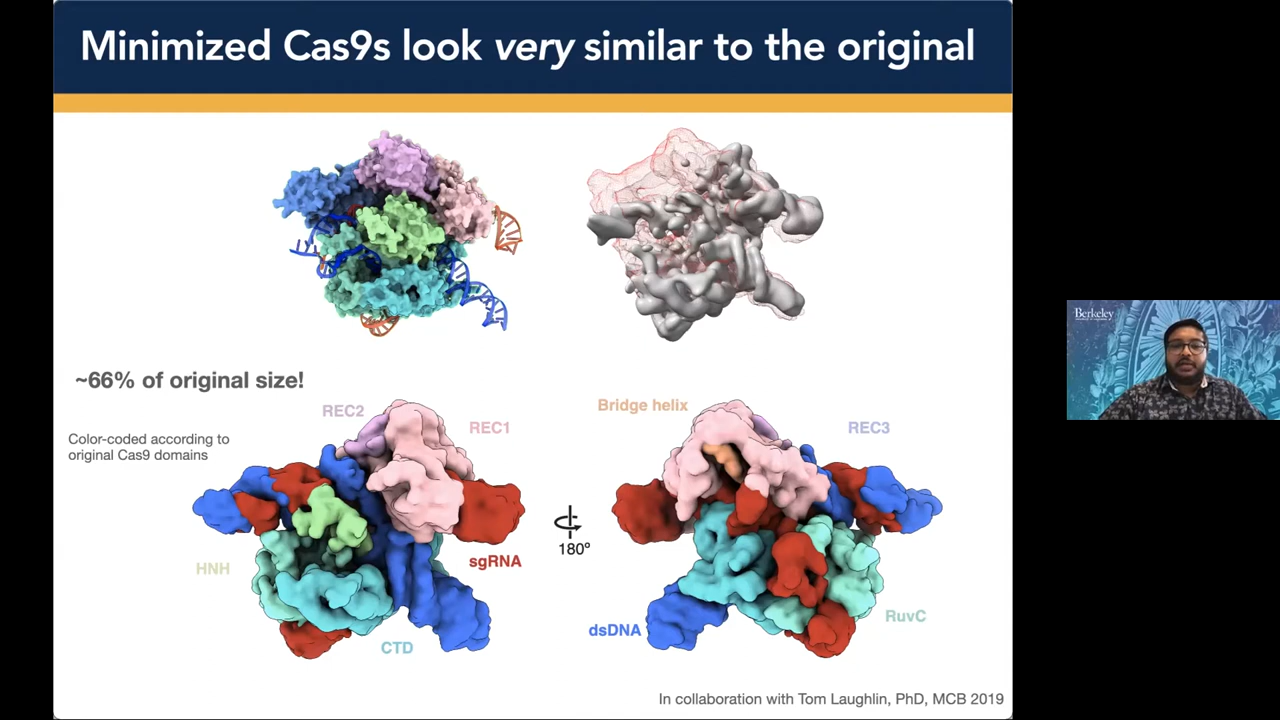 Minimized Cas9s look very similar to the original
~66% of original size!
Color-coded according to
original Cas9 domains
REC2
REC1
Bridge helix
REC3
HNH
sgRNA
180º
CTD
dsDNA
RuvC
In collaboration with Tom Laughlin, PhD, MCB 2019
Berkeley